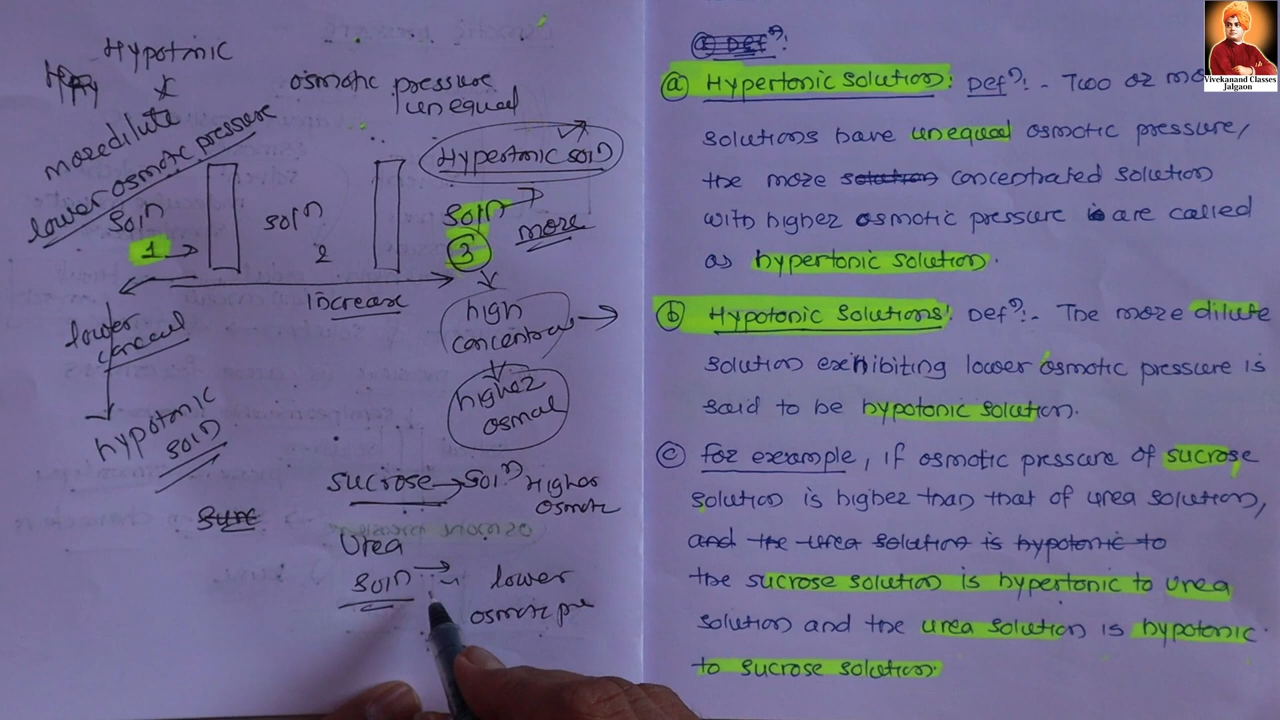 Hypotonic
osmotic pressure
unequal
more dilute
lower osmotic pressure
Hypertonic soln
soln
1
soln
2
soln
3
more
increase
lower
high
higher
osmat
hypotonic
soln
sucrose → soln Higher
osmotic
Urea
soln → lower
osmotic pre
a Hypertonic solution: Defn:- Two or mo
solutions have unequal osmotic pressure,
the more solution concentrated solution
with higher osmotic pressure is are called
as hypertonic solution.
b Hypotonic solutions: Defn:- The more dilute
solution exhibiting lower osmotic pressure is
said to be hypotonic solution.
c for example, if osmotic pressure of sucrose
solution is higher than that of urea solution,
and the urea solution is hypotonic to
the sucrose solution is hypertonic to urea
solution and the urea solution is hypotonic
to sucrose solution.
Vivekanand Classes
Jalgaon